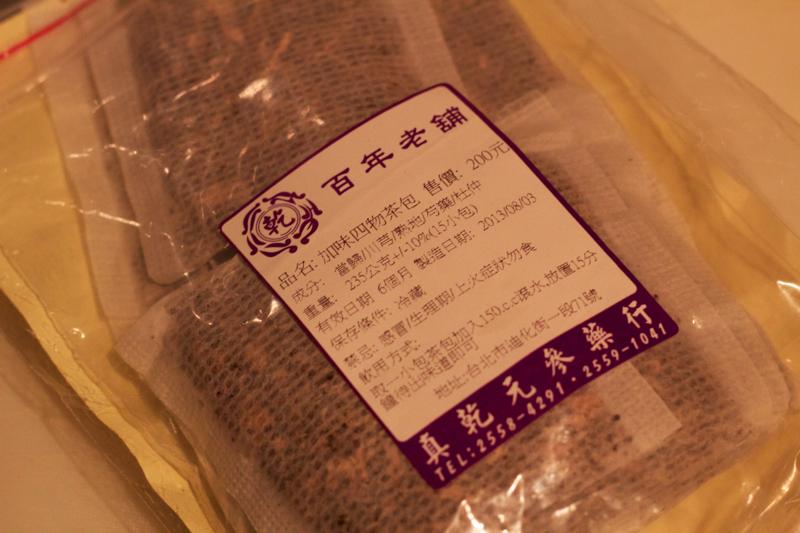 百年老舖
乾
品名: 加味四物茶包 售價: 200元
成分: 當歸/川芎/熟地/芍藥/杜仲
重量: 235公克+/-10%(15小包)
有效日期 6個月 製造日期: 2013/08/03
保存條件: 冷藏
禁忌: 感冒/生理期/上火症狀勿食
飲用方式:
取一小包茶包加入150.c.c滾水,放置15分
鐘待出味道即可
地址:台北市迪化街一段71號
真乾元參藥行
TEL:2558-4291・2559-1041